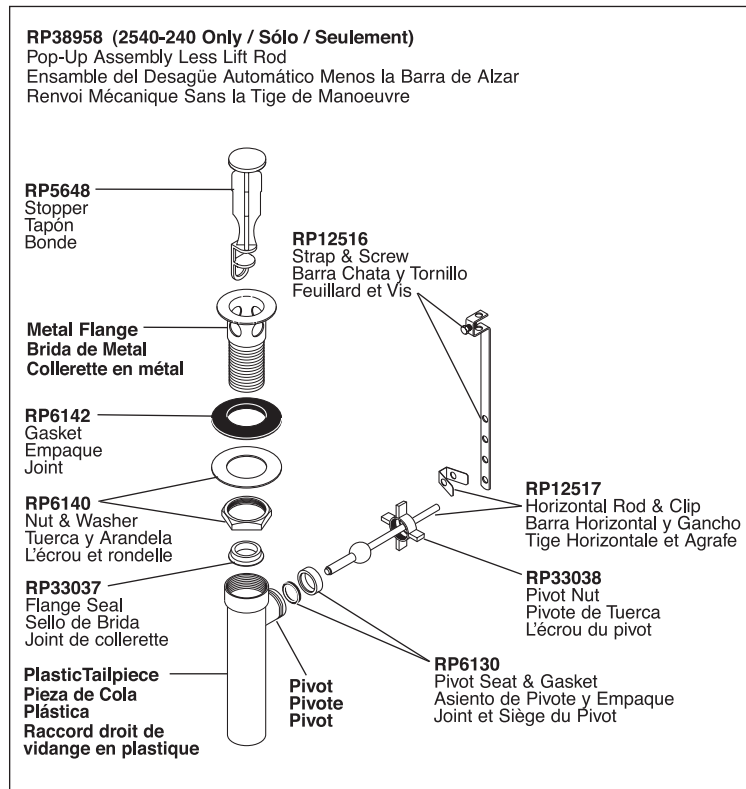 RP38958 (2540-240 Only / Sólo / Seulement)
Pop-Up Assembly Less Lift Rod
Ensamble del Desagüe Automático Menos la Barra de Alzar
Renvoi Mécanique Sans la Tige de Manoeuvre
RP5648
Stopper
Tapón
Bonde
RP12516
Strap & Screw
Barra Chata y Tornillo
Feuillard et Vis
Metal Flange
Brida de Metal
Collerette en métal
RP6142
Gasket
Empaque
Joint
RP6140
Nut & Washer
Tuerca y Arandela
L'écrou et rondelle
RP12517
Horizontal Rod & Clip
Barra Horizontal y Gancho
Tige Horizontale et Agrafe
RP33037
Flange Seal
Sello de Brida
Joint de collerette
RP33038
Pivot Nut
Pivote de Tuerca
L'écrou du pivot
PlasticTailpiece
Pieza de Cola
Plástica
Raccord droit de
vidange en plastique
Pivot
Pivote
Pivot
RP6130
Pivot Seat & Gasket
Asiento de Pivote y Empaque
Joint et Siège du Pivot